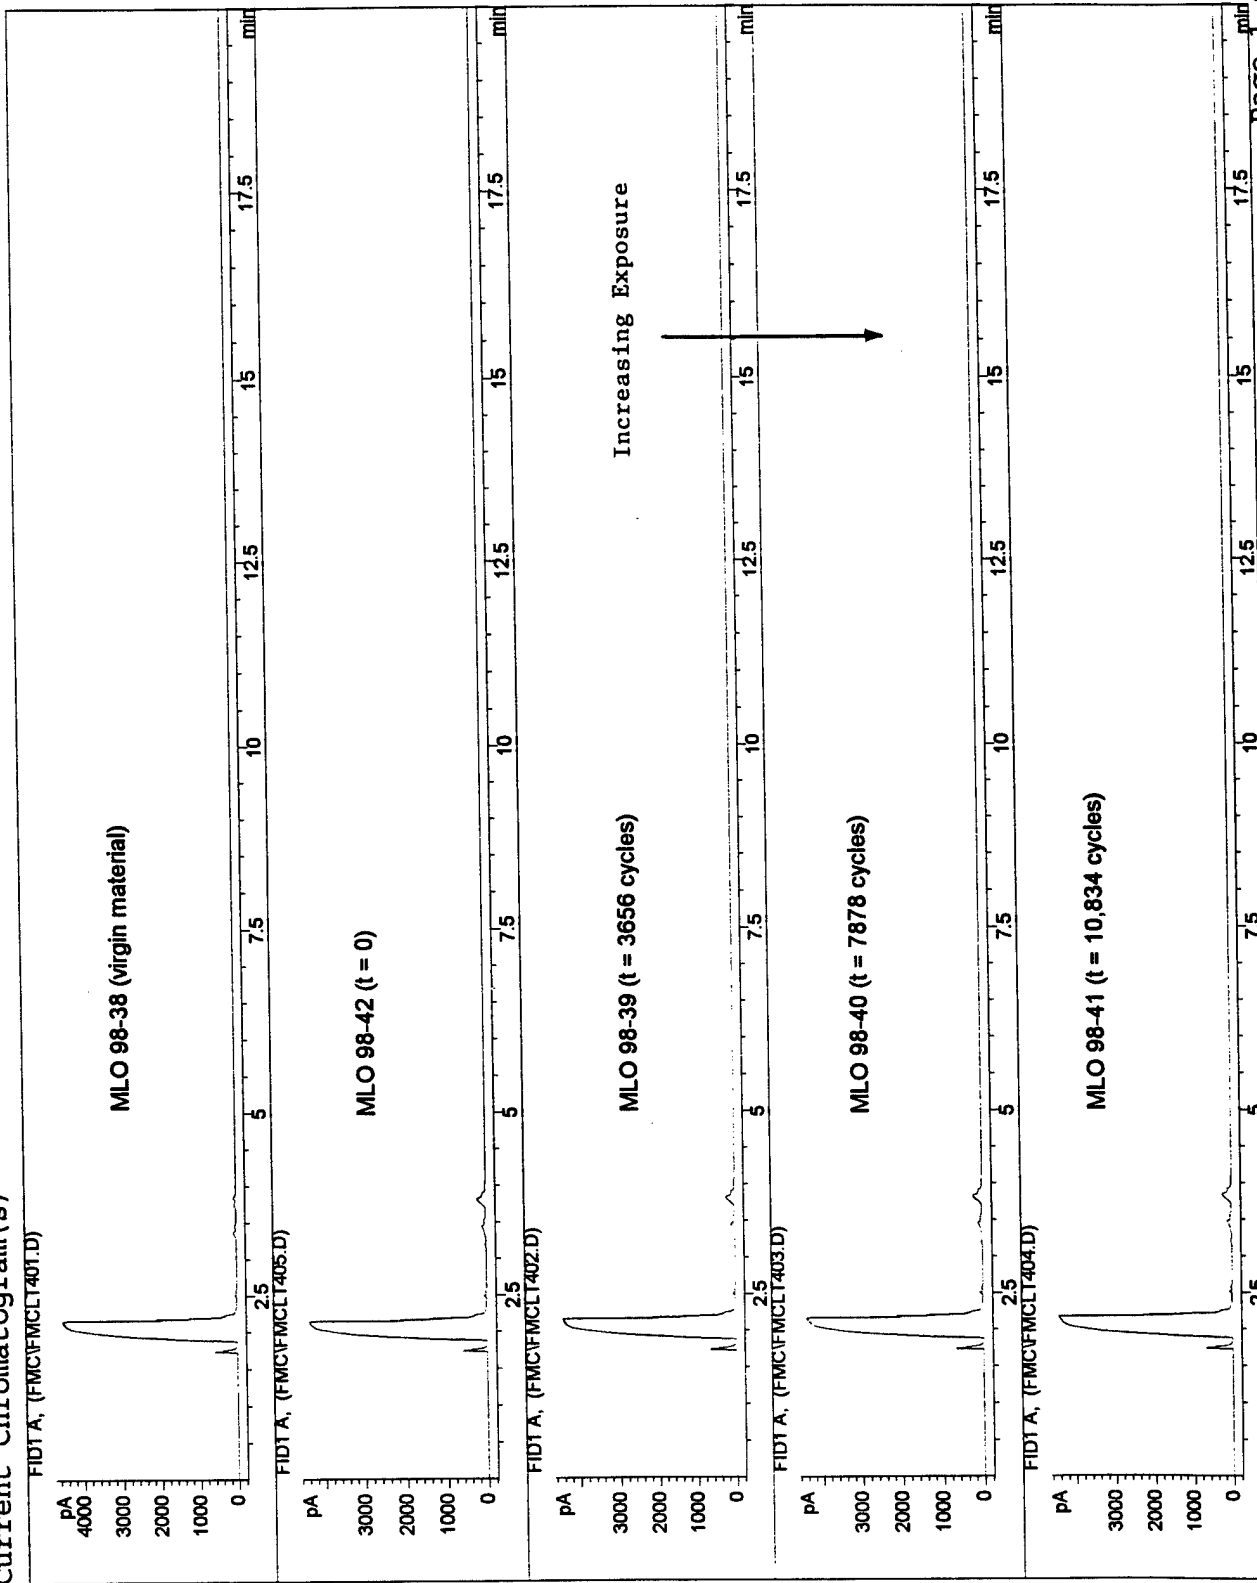 Current Chromatogram(s)
FID1 A, (FMC\FMCLT401.D)
pA
4000
3000
2000
1000
0
MLO 98-38 (virgin material)
2.5
5
7.5
10
12.5
15
17.5
min
FID1 A, (FMC\FMCLT405.D)
pA
4000
3000
2000
1000
0
MLO 98-42 (t = 0)
2.5
5
7.5
10
12.5
15
17.5
min
FID1 A, (FMC\FMCLT402.D)
pA
3000
2000
1000
0
MLO 98-39 (t = 3656 cycles)
Increasing Exposure
2.5
5
7.5
10
12.5
15
17.5
min
FID1 A, (FMC\FMCLT403.D)
pA
3000
2000
1000
0
MLO 98-40 (t = 7878 cycles)
2.5
5
7.5
10
12.5
15
17.5
min
FID1 A, (FMC\FMCLT404.D)
pA
3000
2000
1000
0
MLO 98-41 (t = 10,834 cycles)
2.5
5
7.5
10
12.5
15
17.5
min
Page 1